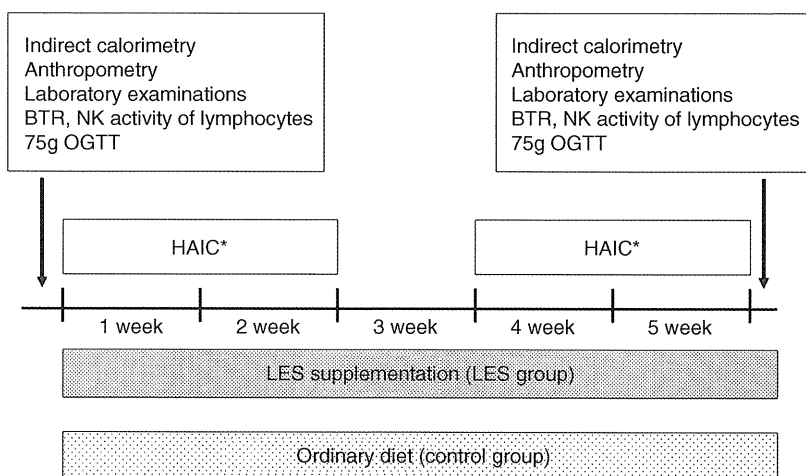 Indirect calorimetry
Anthropometry
Laboratory examinations
BTR, NK activity of lymphocytes
75g OGTT
Indirect calorimetry
Anthropometry
Laboratory examinations
BTR, NK activity of lymphocytes
75g OGTT
HAIC*
HAIC*
1 week
2 week
3 week
4 week
5 week
LES supplementation (LES group)
Ordinary diet (control group)